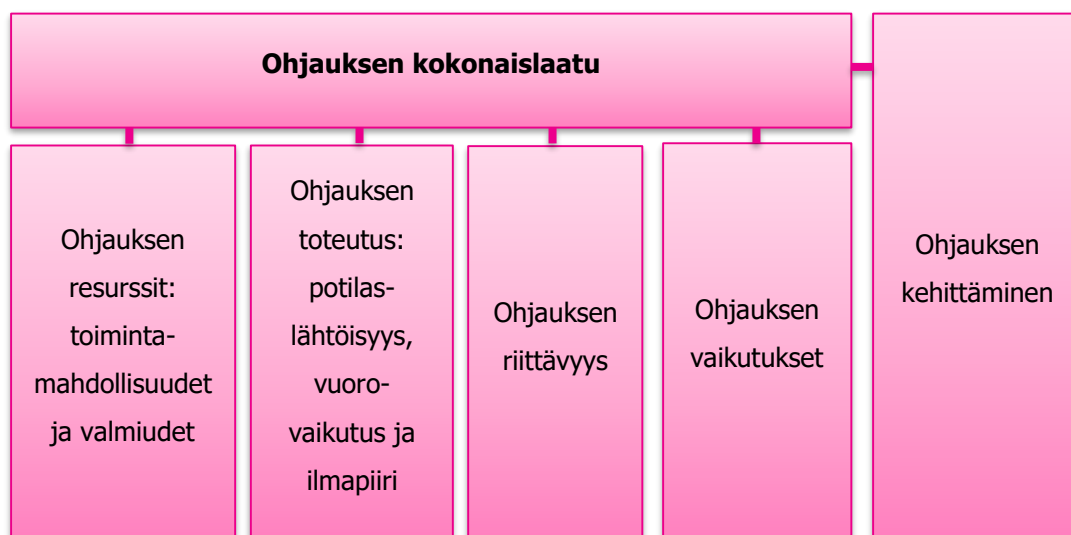 Ohjauksen kokonaislaatu
Ohjauksen
resurssit:
toiminta-
mahdollisuudet
ja valmiudet
Ohjauksen
toteutus:
potilas-
lähtöisyys,
vuoro-
vaikutus ja
ilmapiiri
Ohjauksen
riittävyys
Ohjauksen
vaikutukset
Ohjauksen
kehittäminen